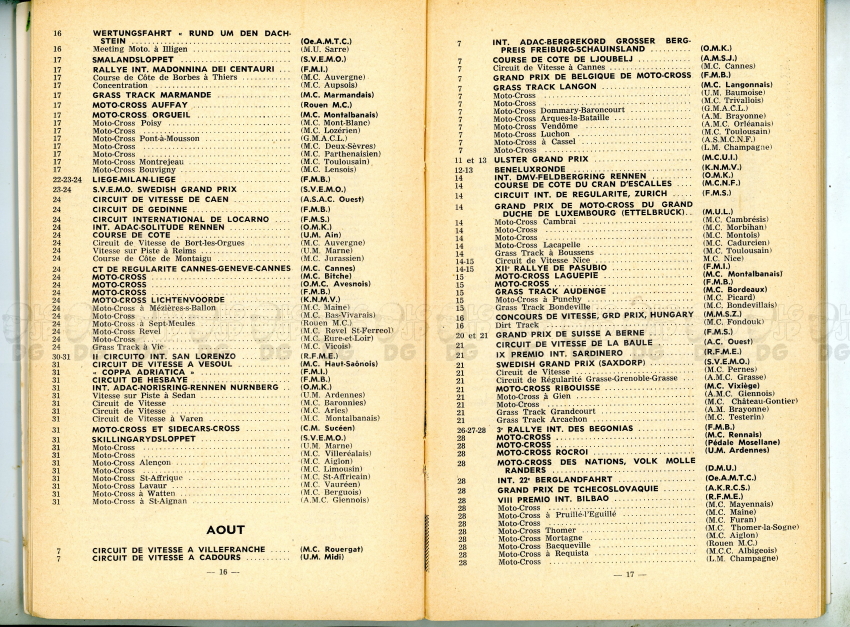 16 WERTUNGSFAHRT « RUND UM DEN DACH-
STEIN ........ (Oe.A.M.T.C.)
16 Meeting Moto. à Illigen ........ (M.U. Sarre)
17 SMALANDSLOPPET ........ (S.V.E.M.O.)
17 RALLYE INT. MADONNINA DEI CENTAURI ... (F.M.I.)
17 Course de Côte de Borbes à Thiers ........ (M.C. Auvergne)
17 Concentration ........ (M.C. Aupsois)
17 GRASS TRACK MARMANDE ........ (M.C. Marmandais)
17 MOTO-CROSS AUFFAY ........ (Rouen M.C.)
17 MOTO-CROSS ORGUEIL ........ (M.C. Montalbanais)
17 Moto-Cross Poisy ........ (M.C. Mont-Blanc)
17 Moto-Cross ........ (M.C. Lozérien)
17 Moto-Cross Pont-à-Mousson ........ (G.M.A.C.L.)
17 Moto-Cross ........ (M.C. Deux-Sèvres)
17 Moto-Cross ........ (M.C. Parthenaisien)
17 Moto-Cross Montrejeau ........ (M.C. Toulousain)
17 Moto-Cross Bouvigny ........ (M.C. Lensois)
22-23-24 LIEGE-MILAN-LIEGE ........ (F.M.B.)
23-24 S.V.E.M.O. SWEDISH GRAND PRIX ........ (S.V.E.M.O.)
24 CIRCUIT DE VITESSE DE CAEN ........ (A.S.A.C. Ouest)
24 CIRCUIT DE GEDINNE ........ (F.M.B.)
24 CIRCUIT INTERNATIONAL DE LOCARNO ... (F.M.S.)
24 INT. ADAC-SOLITUDE RENNEN ........ (O.M.K.)
24 COURSE DE COTE ........ (U.M. Ain)
24 Circuit de Vitesse de Bort-les-Orgues ........ (M.C. Auvergne)
24 Vitesse sur Piste à Reims ........ (U.M. Marne)
24 Course de Côte de Montaigu ........ (M.C. Jurassien)
24 CT DE REGULARITE CANNES-GENEVE-CANNES (M.C. Cannes)
24 MOTO-CROSS ........ (M.C. Bitche)
24 MOTO-CROSS ........ (O.M.C. Avesnois)
24 MOTO-CROSS ........ (F.M.B.)
24 MOTO-CROSS LICHTENVOORDE ........ (K.N.M.V.)
24 Moto-Cross à Mézières-s-Ballon ........ (M.C. Maine)
24 Moto-Cross ........ (M.C. Bas-Vivarais)
24 Moto-Cross à Sept-Meules ........ (Rouen M.C.)
24 Moto-Cross Revel ........ (M.C. Revel St-Ferreol)
24 Moto-Cross ........ (M.C. Eure-et-Loir)
24 Grass Track à Vic ........ (M.C. Vicois)
30-31 II CIRCUITO INT. SAN LORENZO ........ (R.F.M.E.)
31 CIRCUIT DE VITESSE A VESOUL ........ (M.C. Haut-Saônois)
31 « COPPA ADRIATICA » ........ (F.M.I.)
31 CIRCUIT DE HESBAYE ........ (F.M.B.)
31 INT. ADAC-NORISRING-RENNEN NURNBERG .. (O.M.K.)
31 Vitesse sur Piste à Sedan ........ (U.M. Ardennes)
31 Circuit de Vitesse ........ (M.C. Baronnies)
31 Circuit de Vitesse ........ (M.C. Arles)
31 Circuit de Vitesse à Varen ........ (M.C. Montalbanais)
31 MOTO-CROSS ET SIDECARS-CROSS ........ (C.M. Sucéen)
31 SKILLINGARYDSLOPPET ........ (S.V.E.M.O.)
31 Moto-Cross ........ (U.M. Marne)
31 Moto-Cross ........ (M.C. Villeréalais)
31 Moto-Cross Alençon ........ (M.C. Aiglon)
31 Moto-Cross ........ (M.C. Limousin)
31 Moto-Cross St-Affrique ........ (M.C. St-Affricain)
31 Moto-Cross Lavaur ........ (M.C. Vauréen)
31 Moto-Cross à Watten ........ (M.C. Berguois)
31 Moto-Cross à St-Aignan ........ (A.M.C. Giennois)
AOUT
7 CIRCUIT DE VITESSE A VILLEFRANCHE ........ (M.C. Rouergat)
7 CIRCUIT DE VITESSE A CADOURS ........ (U.M. Midi)
— 16 —
7 INT. ADAC-BERGREKORD GROSSER BERG-
PREIS FREIBURG-SCHAUINSLAND ........ (O.M.K.)
7 COURSE DE COTE DE LJOUBELJ ........ (A.M.S.J.)
7 Circuit de Vitesse à Cannes ........ (M.C. Cannes)
7 GRAND PRIX DE BELGIQUE DE MOTO-CROSS (F.M.B.)
7 GRASS TRACK LANGON ........ (M.C. Langonnais)
7 Moto-Cross ........ (U.M. Baumoise)
7 Moto-Cross ........ (M.C. Trivallois)
7 Moto-Cross Dommary-Baroncourt ........ (G.M.A.C.L.)
7 Moto-Cross Arques-la-Bataille ........ (A.M. Brayonne)
7 Moto-Cross Vendôme ........ (A.M.C. Orléanais)
7 Moto-Cross Luchon ........ (M.C. Toulousain)
7 Moto-Cross à Cassel ........ (A.S.M.C.N.F.)
7 Moto-Cross ........ (L.M. Champagne)
11 et 13 ULSTER GRAND PRIX ........ (M.C.U.I.)
12-13 BENELUXRONDE ........ (K.N.M.V.)
14 INT. DMV-FELDBERGRING RENNEN ........ (O.M.K.)
14 COURSE DE COTE DU CRAN D'ESCALLES ... (M.C.N.F.)
14 CIRCUIT INT. DE REGULARITE, ZURICH ... (F.M.S.)
14 GRAND PRIX DE MOTO-CROSS DU GRAND
DUCHE DE LUXEMBOURG (ETTELBRUCK).. (M.U.L.)
14 Moto-Cross Cambrai ........ (M.C. Cambrésis)
14 Moto-Cross ........ (M.C. Morbihan)
14 Moto-Cross ........ (M.C. Montois)
14 Moto-Cross Lacapelle ........ (M.C. Cadurcien)
14 Grass Track à Boussens ........ (M.C. Toulousain)
14-15 Circuit de Vitesse Nice ........ (M.C. Nice)
14-15 XIIᵉ RALLYE DE PASUBIO ........ (F.M.I.)
15 MOTO-CROSS LAGUEPIE ........ (M.C. Montalbanais)
15 MOTO-CROSS ........ (F.M.B.)
15 GRASS TRACK AUDENGE ........ (M.C. Bordeaux)
15 Moto-Cross à Punchy ........ (M.C. Picard)
15 Grass Track Bondeville ........ (M.C. Bondevillais)
15 CONCOURS DE VITESSE, GRD PRIX, HUNGARY (M.M.S.Z.)
16 Dirt Track ........ (M.C. Fondouk)
20 et 21 GRAND PRIX DE SUISSE A BERNE ........ (F.M.S.)
21 CIRCUIT DE VITESSE DE LA BAULE ........ (A.C. Ouest)
21 IX PREMIO INT. SARDINERO ........ (R.F.M.E.)
21 SWEDISH GRAND PRIX (SAXDORP) ........ (S.V.E.M.O.)
21 Circuit de Vitesse ........ (M.C. Pernes)
21 Circuit de Régularité Grasse-Grenoble-Grasse ... (A.M.C. Grasse)
21 MOTO-CROSS RIBOUISSE ........ (M.C. Vixiège)
21 Moto-Cross à Gien ........ (A.M.C. Giennois)
21 Moto-Cross ........ (M.C. Château-Gontier)
21 Grass Track Grandcourt ........ (A.M. Brayonne)
21 Grass Track Arcachon ........ (M.C. Testerin)
26-27-28 3ᵉ RALLYE INT. DES BEGONIAS ........ (F.M.B.)
28 MOTO-CROSS ........ (M.C. Rennais)
28 MOTO-CROSS ........ (Pédale Mosellane)
28 MOTO-CROSS ROCROI ........ (U.M. Ardennes)
28 MOTO-CROSS DES NATIONS, VOLK MOLLE
RANDERS ........ (D.M.U.)
28 INT. 22ᵉ BERGLANDFAHRT ........ (Oe.A.M.T.C.)
28 GRAND PRIX DE TCHECOSLOVAQUIE ........ (A.K.R.C.S.)
28 VIII PREMIO INT. BILBAO ........ (R.F.M.E.)
28 Moto-Cross ........ (M.C. Mayennais)
28 Moto-Cross à Pruillé-l'Eguillé ........ (M.C. Maine)
28 Moto-Cross ........ (M.C. Furan)
28 Moto-Cross Thomer ........ (M.C. Thomer-la-Sogne)
28 Moto-Cross Mortagne ........ (M.C. Aiglon)
28 Moto-Cross Bacqueville ........ (Rouen M.C.)
28 Moto-Cross à Requista ........ (M.C.C. Albigeois)
28 Moto-Cross ........ (L.M. Champagne)
— 17 —